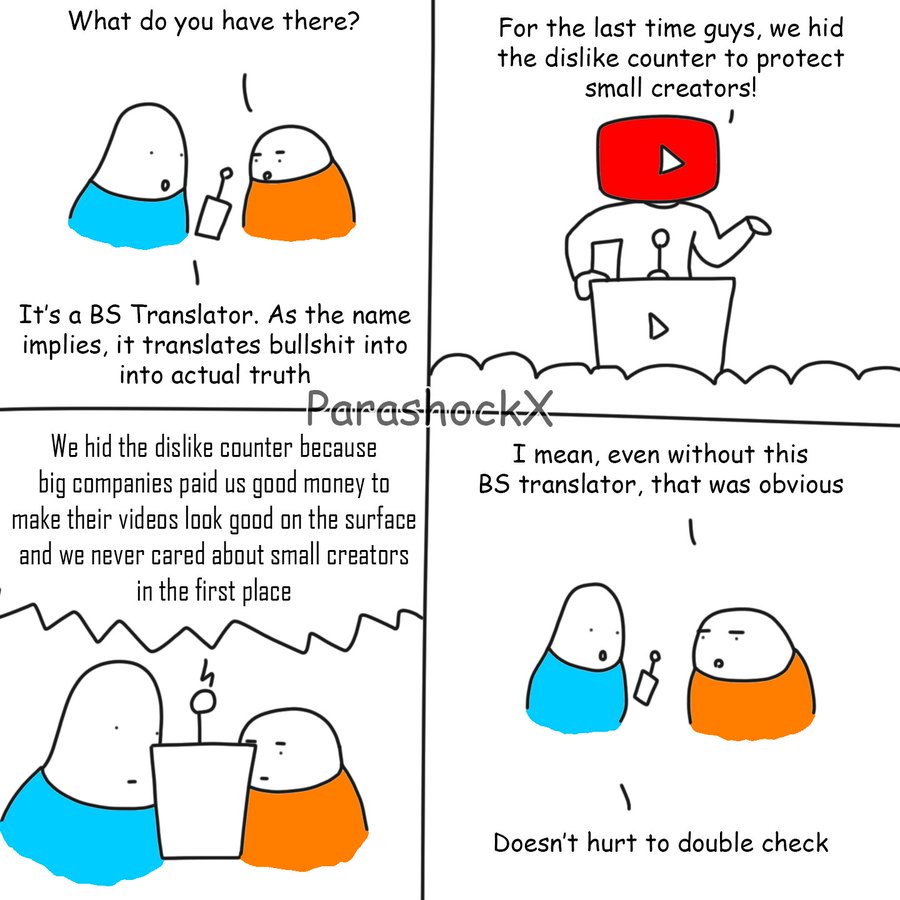 What do you have there?
It's a BS Translator. As the name
implies, it translates bullshit into
into actual truth
For the last time guys, we hid
the dislike counter to protect
small creators!
ParashockX
We hid the dislike counter because
big companies paid us good money to
make their videos look good on the surface
and we never cared about small creators
in the first place
I mean, even without this
BS translator, that was obvious
Doesn't hurt to double check